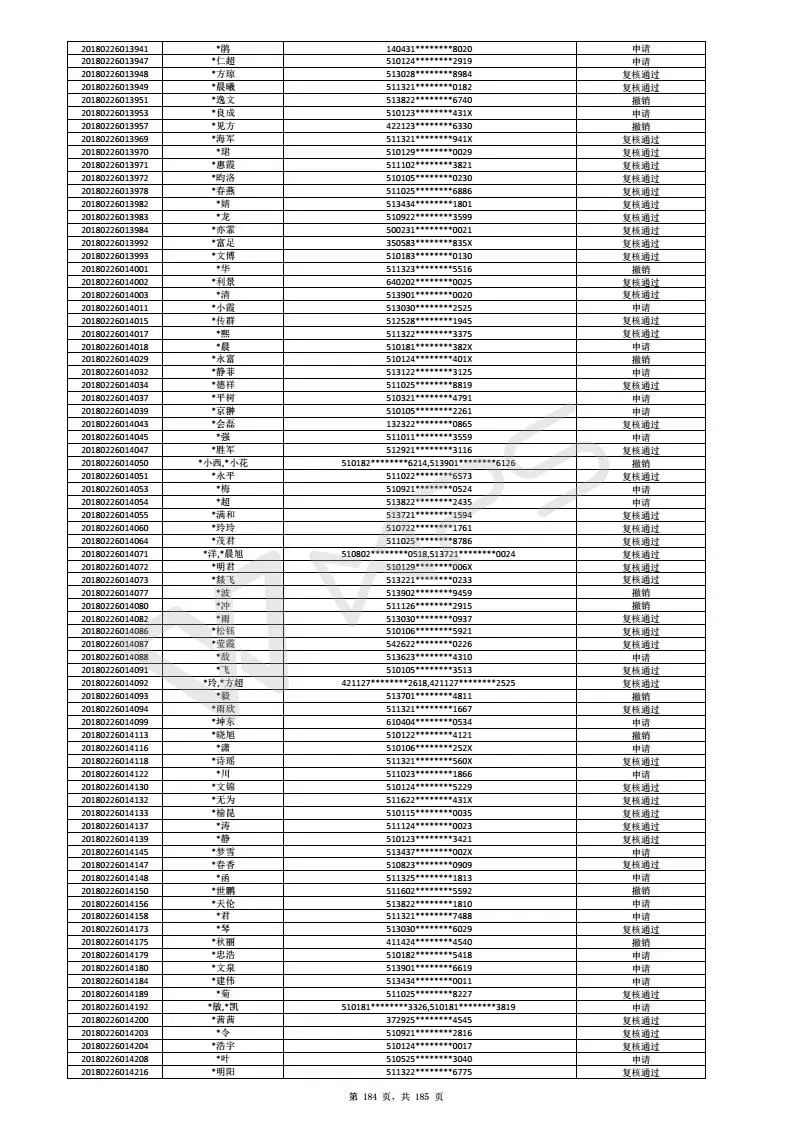 20180226013941 *鹃 140431********8020 申请
20180226013947 *仁超 510124********2919 申请
20180226013948 *方琼 513028********8984 复核通过
20180226013949 *晨曦 511321********0182 复核通过
20180226013951 *逸文 513822********6740 撤销
20180226013953 *良成 510123********431X 申请
20180226013957 *见方 422123********6330 撤销
20180226013969 *海军 511321********941X 复核通过
20180226013970 *珺 510129********0029 复核通过
20180226013971 *惠霞 511102********3821 复核通过
20180226013972 *昀洛 510105********0230 复核通过
20180226013978 *春燕 511025********6886 复核通过
20180226013982 *婧 513434********1801 复核通过
20180226013983 *龙 510922********3599 复核通过
20180226013984 *亦霏 500231********0021 复核通过
20180226013992 *富足 350583********835X 复核通过
20180226013993 *文博 510183********0130 复核通过
20180226014001 *华 511323********5516 撤销
20180226014002 *利景 640202********0025 复核通过
20180226014003 *清 513901********0020 复核通过
20180226014011 *小霞 513030********2525 申请
20180226014015 *传群 512528********1945 复核通过
20180226014017 *熙 511322********3375 复核通过
20180226014018 *晨 510181********382X 申请
20180226014029 *永富 510124********401X 撤销
20180226014032 *静菲 513122********3125 申请
20180226014034 *德祥 511025********8819 复核通过
20180226014037 *平树 510321********4791 申请
20180226014039 *京翀 510105********2261 申请
20180226014043 *会磊 132322********0865 复核通过
20180226014045 *强 511011********3559 申请
20180226014047 *胜军 512921********3116 复核通过
20180226014050 *小西,*小花 510182********6214,513901********6126 撤销
20180226014051 *永平 511022********6573 复核通过
20180226014053 *梅 510921********0524 申请
20180226014054 *超 513822********2435 申请
20180226014055 *满和 513721********1594 复核通过
20180226014060 *玲玲 510722********1761 复核通过
20180226014064 *茂君 511025********8786 复核通过
20180226014071 *洋,*晨旭 510802********0518,513721********0024 复核通过
20180226014072 *明君 510129********006X 复核通过
20180226014073 *燚飞 513221********0233 复核通过
20180226014077 *波 513902********9459 撤销
20180226014080 *冲 511126********2915 撤销
20180226014082 *雨 513030********0937 复核通过
20180226014086 *松钰 510106********5921 复核通过
20180226014087 *莹霞 542622********0226 复核通过
20180226014088 *敌 513623********4310 申请
20180226014091 *飞 510105********3513 复核通过
20180226014092 *玲,*方超 421127********2618,421127********2525 复核通过
20180226014093 *毅 513701********4811 撤销
20180226014094 *雨欣 511321********1667 复核通过
20180226014099 *坤东 610404********0534 申请
20180226014113 *晓旭 510122********4121 撤销
20180226014116 *潇 510106********252X 申请
20180226014118 *诗瑶 511321********560X 复核通过
20180226014122 *川 511023********1866 申请
20180226014130 *文锦 510124********5229 复核通过
20180226014132 *无为 511622********431X 复核通过
20180226014133 *榆昆 510115********0035 复核通过
20180226014137 *涛 511124********0023 复核通过
20180226014139 *静 510123********3421 复核通过
20180226014145 *梦雪 513437********002X 申请
20180226014147 *春香 510823********0909 复核通过
20180226014148 *函 511325********1813 申请
20180226014150 *世鹏 511602********5592 撤销
20180226014156 *天伦 513822********1810 申请
20180226014158 *君 511321********7488 申请
20180226014173 *琴 513030********6029 复核通过
20180226014175 *秋丽 411424********4540 撤销
20180226014179 *忠浩 510182********5418 申请
20180226014180 *文泉 513901********6619 申请
20180226014184 *建伟 513434********0011 申请
20180226014189 *菊 511025********8227 复核通过
20180226014192 *敏,*凯 510181********3326,510181********3819 申请
20180226014200 *茜茜 372925********4545 复核通过
20180226014203 *令 510921********2816 复核通过
20180226014204 *浩宇 510124********0017 复核通过
20180226014208 *叶 510525********3040 申请
20180226014216 *明阳 511322********6775 复核通过
第 184 页，共 185 页